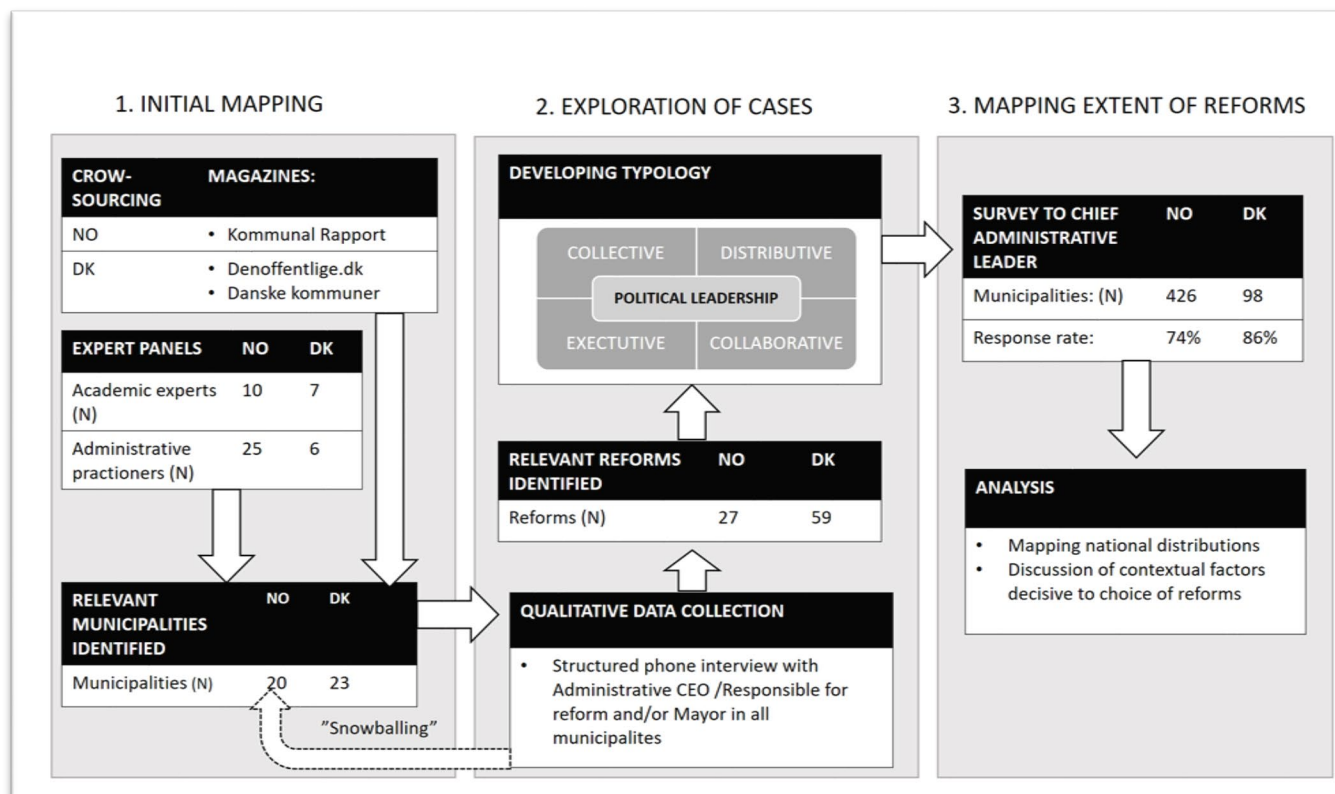 1. INITIAL MAPPING
CROW-
SOURCING
MAGAZINES:
NO
• Kommunal Rapport
DK
• Denoffentlige.dk
• Danske kommuner
EXPERT PANELS NO DK
Academic experts
(N)
10 7
Administrative
practioners (N)
25 6
RELEVANT
MUNICIPALITIES
IDENTIFIED
NO DK
Municipalities (N) 20 23
"Snowballing"
2. EXPLORATION OF CASES
DEVELOPING TYPOLOGY
COLLECTIVE DISTRIBUTIVE
POLITICAL LEADERSHIP
EXECTUTIVE COLLABORATIVE
RELEVANT REFORMS
IDENTIFIED
NO DK
Reforms (N) 27 59
QUALITATIVE DATA COLLECTION
• Structured phone interview with
Administrative CEO /Responsible for
reform and/or Mayor in all
municipalites
3. MAPPING EXTENT OF REFORMS
SURVEY TO CHIEF
ADMINISTRATIVE
LEADER
NO DK
Municipalities: (N) 426 98
Response rate: 74% 86%
ANALYSIS
• Mapping national distributions
• Discussion of contextual factors
decisive to choice of reforms